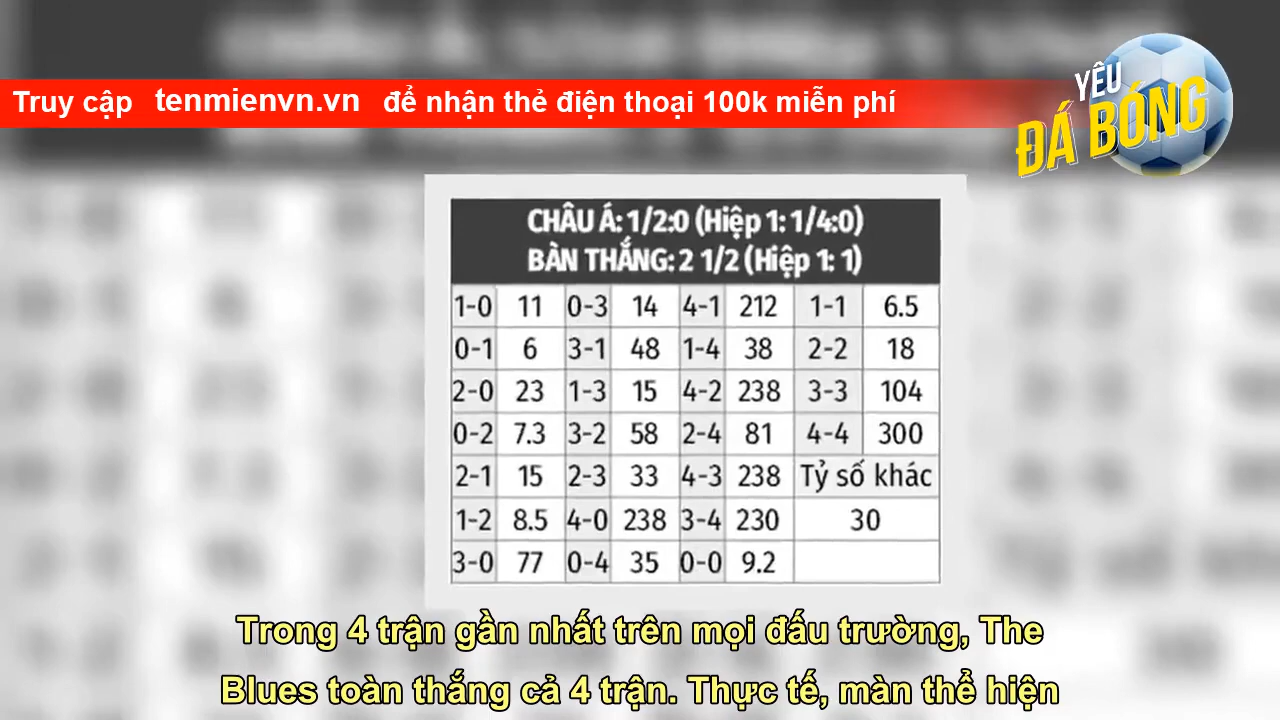 Truy cập tenmienvn.vn để nhận thẻ điện thoại 100k miễn phí
YÊU
ĐÁ BÓNG
CHÂU Á: 1/2:0 (Hiệp 1: 1/4:0)
BÀN THẮNG: 2 1/2 (Hiệp 1: 1)
1-0 11 0-3 14 4-1 212 1-1 6.5
0-1 6 3-1 48 1-4 38 2-2 18
2-0 23 1-3 15 4-2 238 3-3 104
0-2 7.3 3-2 58 2-4 81 4-4 300
2-1 15 2-3 33 4-3 238 Tỷ số khác
1-2 8.5 4-0 238 3-4 230 30
3-0 77 0-4 35 0-0 9.2
Trong 4 trận gần nhất trên mọi đấu trường, The
Blues toàn thắng cả 4 trận. Thực tế, màn thể hiện